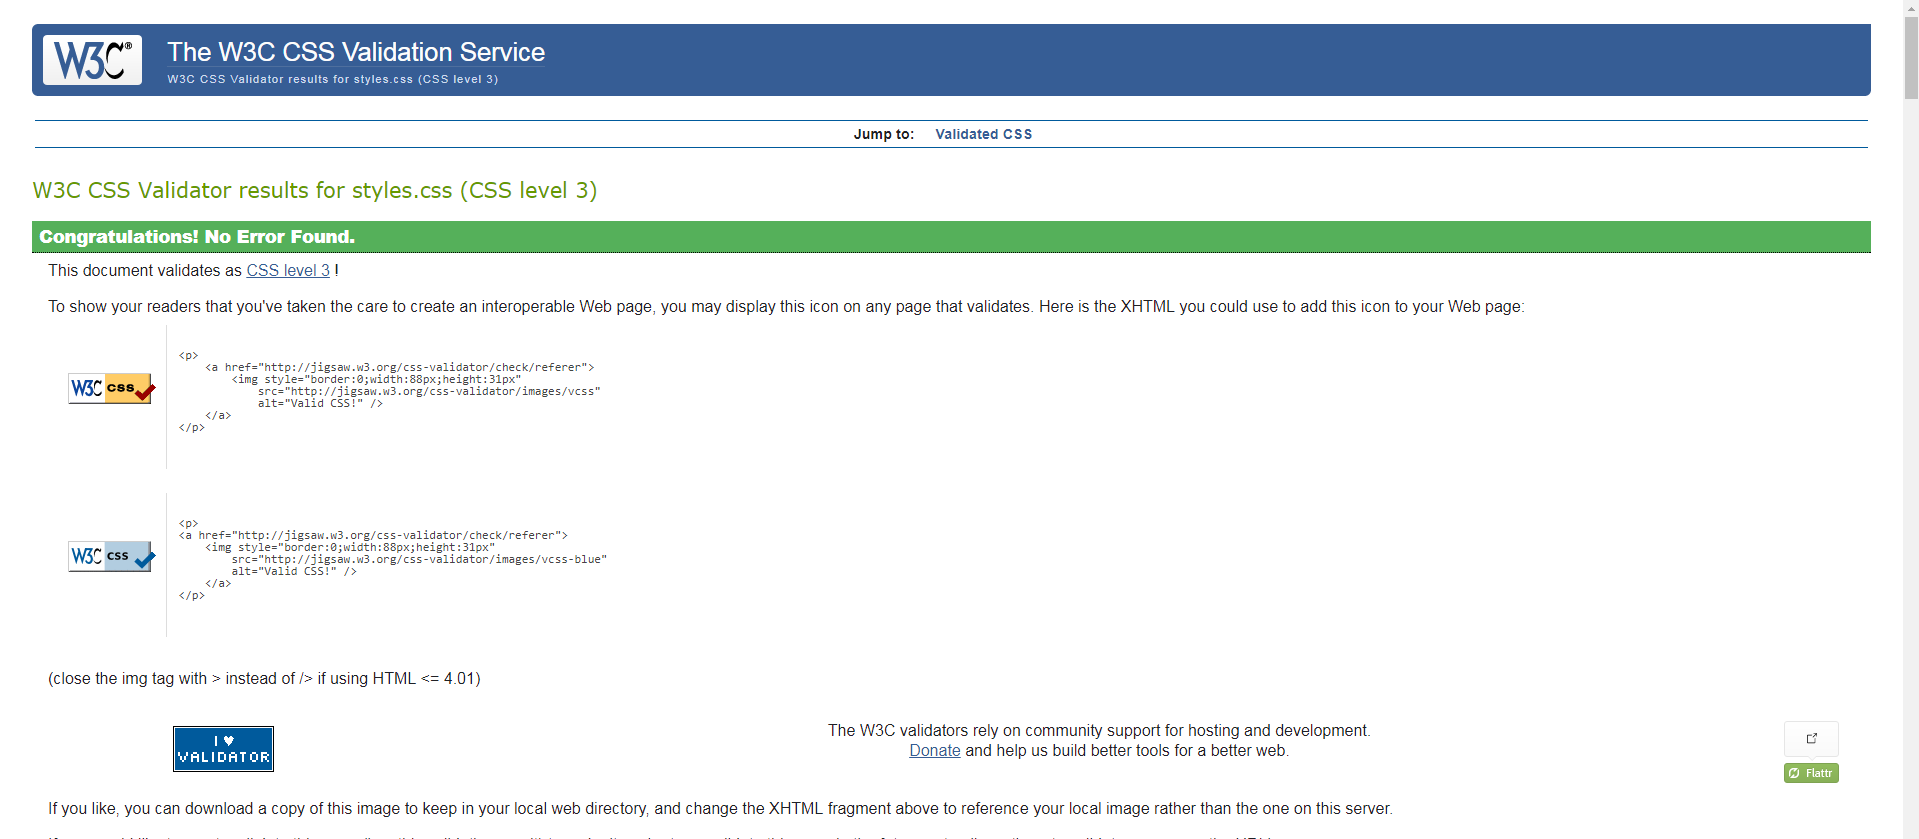 W3C®
The W3C CSS Validation Service
W3C CSS Validator results for styles.css (CSS level 3)
Jump to: Validated CSS
W3C CSS Validator results for styles.css (CSS level 3)
Congratulations! No Error Found.
This document validates as CSS level 3 !
To show your readers that you've taken the care to create an interoperable Web page, you may display this icon on any page that validates. Here is the XHTML you could use to add this icon to your Web page:
W3C css
<p>
<a href="http://jigsaw.w3.org/css-validator/check/referer">
<img style="border:0;width:88px;height:31px"
src="http://jigsaw.w3.org/css-validator/images/vcss"
alt="Valid CSS!" />
</a>
</p>
W3C css
<p>
<a href="http://jigsaw.w3.org/css-validator/check/referer">
<img style="border:0;width:88px;height:31px"
src="http://jigsaw.w3.org/css-validator/images/vcss-blue"
alt="Valid CSS!" />
</a>
</p>
(close the img tag with > instead of /> if using HTML <= 4.01)
I ♥
VALIDATOR
The W3C validators rely on community support for hosting and development.
Donate and help us build better tools for a better web.
Flattr
If you like, you can download a copy of this image to keep in your local web directory, and change the XHTML fragment above to reference your local image rather than the one on this server.